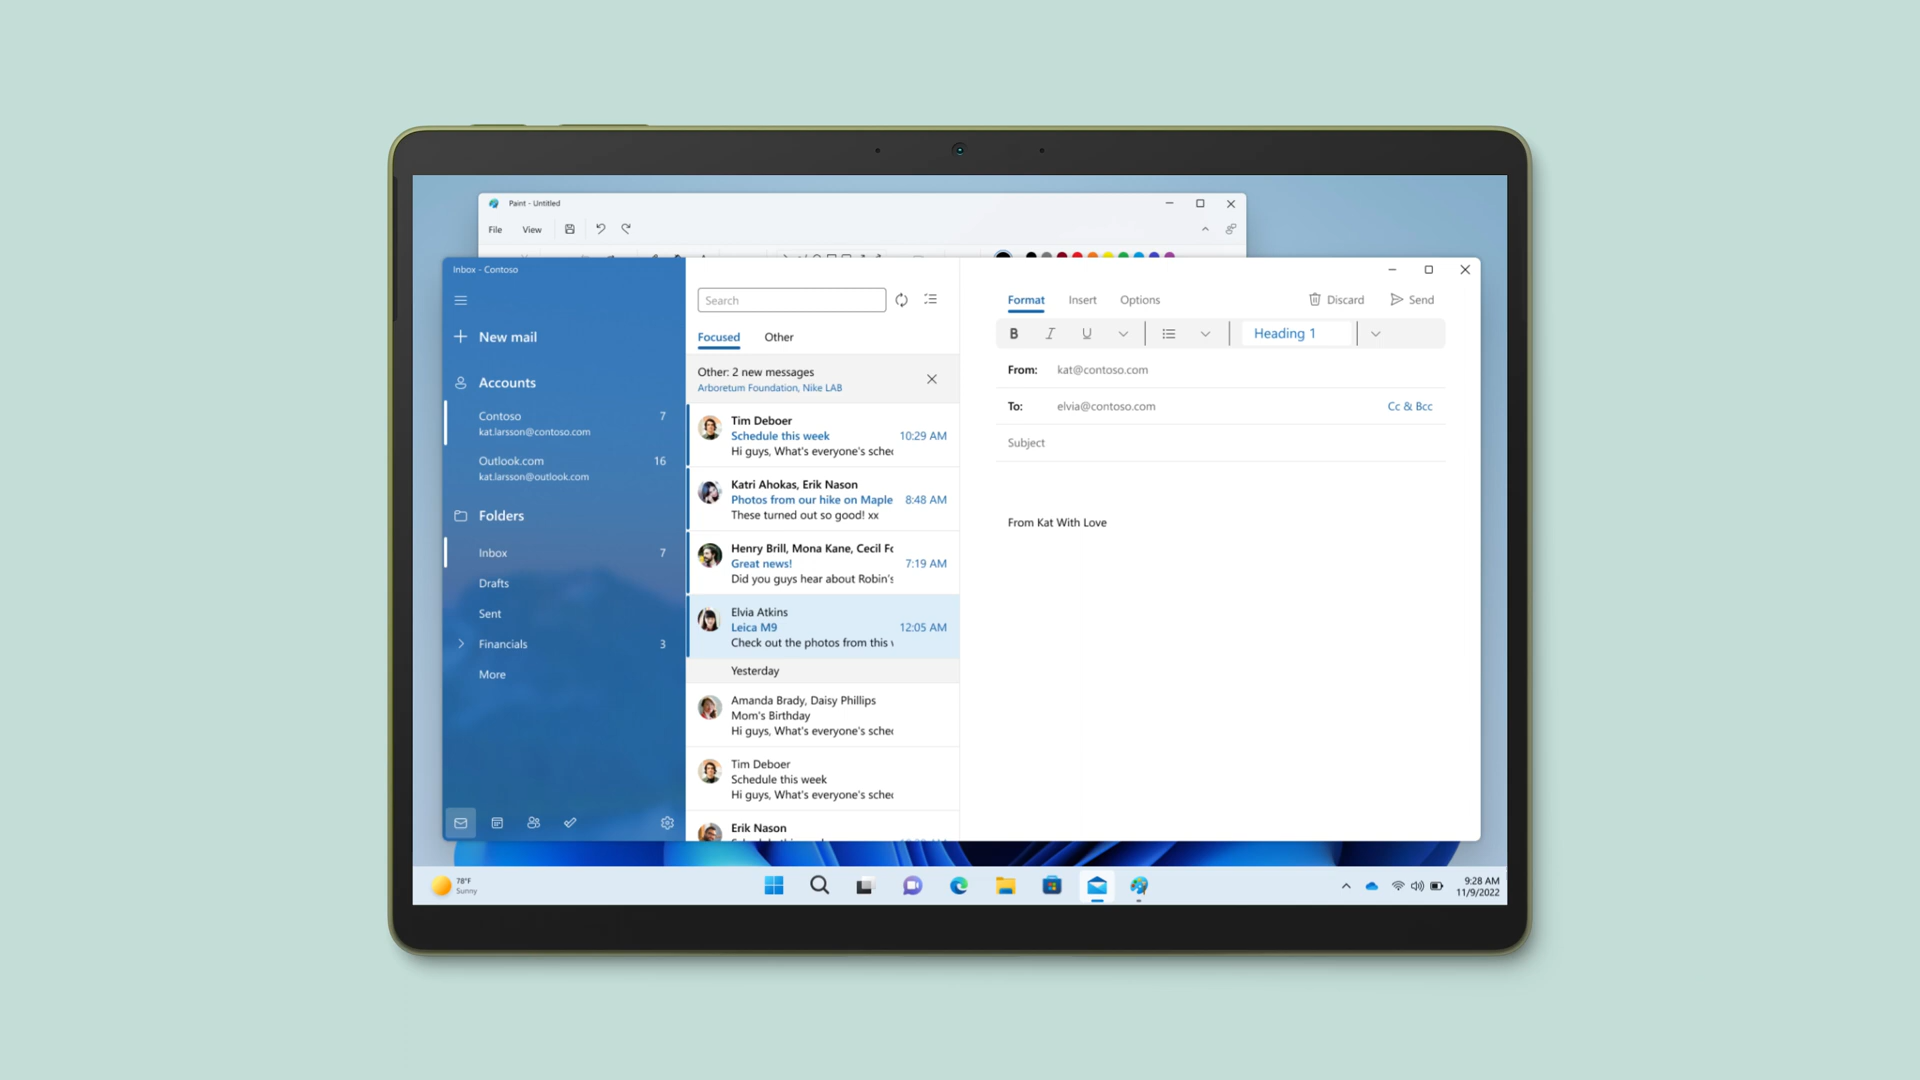 Paint - Untitled
File View
Inbox - Contoso
New mail
Accounts
Contoso 7
kat.larsson@contoso.com
Outlook.com 16
kat.larsson@outlook.com
Folders
Inbox 7
Drafts
Sent
Financials 3
More
Search
Focused Other
Other: 2 new messages
Arboretum Foundation, Nike LAB
Tim Deboer
Schedule this week 10:29 AM
Hi guys, What's everyone's sche
Katri Ahokas, Erik Nason
Photos from our hike on Maple 8:48 AM
These turned out so good! xx
Henry Brill, Mona Kane, Cecil Fo
Great news! 7:19 AM
Did you guys hear about Robin's
Elvia Atkins
Leica M9 12:05 AM
Check out the photos from this
Yesterday
Amanda Brady, Daisy Phillips
Mom's Birthday
Hi guys, What's everyone's sche
Tim Deboer
Schedule this week
Hi guys, What's everyone's sche
Erik Nason
Format Insert Options Discard Send
B I U Heading 1
From: kat@contoso.com
To: elvia@contoso.com Cc & Bcc
Subject
From Kat With Love
78°F
Sunny
9:28 AM
11/9/2022